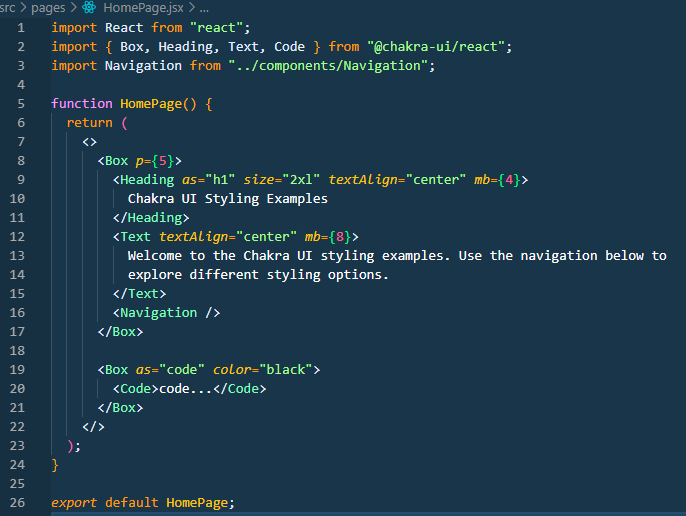 src > pages > HomePage.jsx > ...
1 import React from "react";
2 import { Box, Heading, Text, Code } from "@chakra-ui/react";
3 import Navigation from "../components/Navigation";
4
5 function HomePage() {
6   return (
7     <>
8       <Box p={5}>
9         <Heading as="h1" size="2xl" textAlign="center" mb={4}>
10           Chakra UI Styling Examples
11         </Heading>
12         <Text textAlign="center" mb={8}>
13           Welcome to the Chakra UI styling examples. Use the navigation below to
14           explore different styling options.
15         </Text>
16         <Navigation />
17       </Box>
18
19       <Box as="code" color="black">
20         <Code>code...</Code>
21       </Box>
22     </>
23   );
24 }
25
26 export default HomePage;